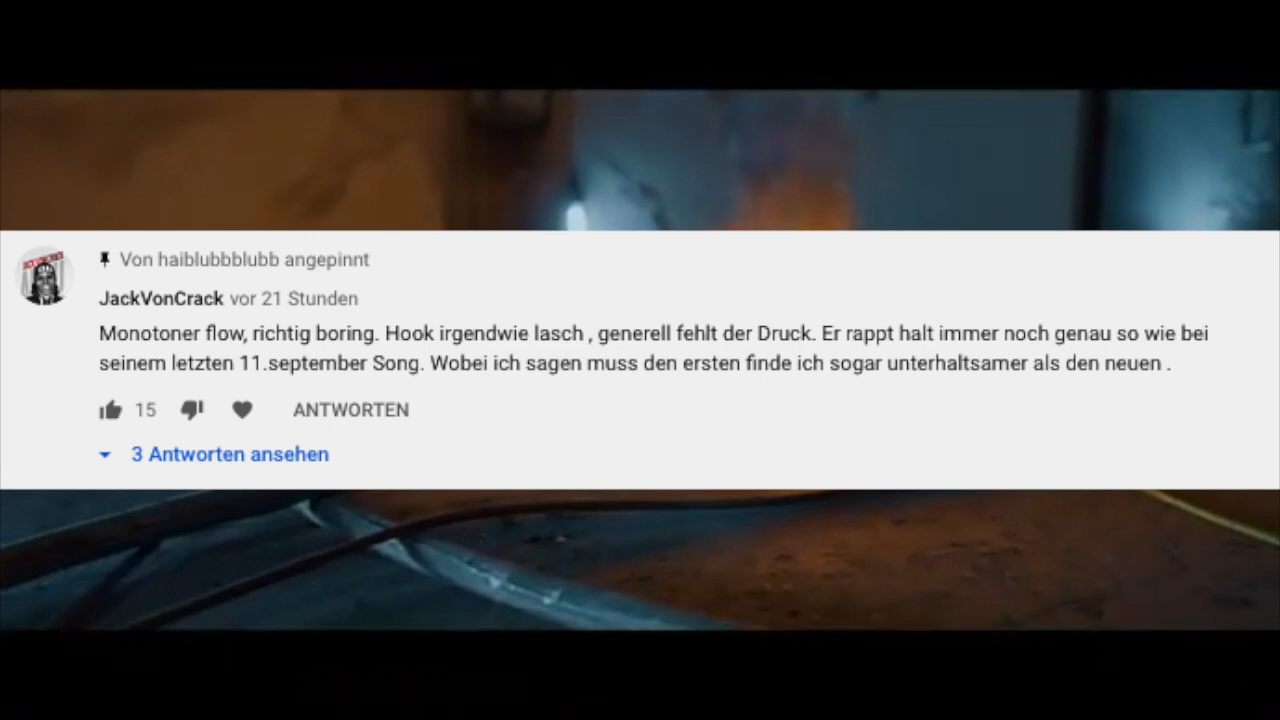 Von haiblubbblubb angepinnt
JackVonCrack vor 21 Stunden
Monotoner flow, richtig boring. Hook irgendwie lasch , generell fehlt der Druck. Er rappt halt immer noch genau so wie bei
seinem letzten 11.september Song. Wobei ich sagen muss den ersten finde ich sogar unterhaltsamer als den neuen .
15 ANTWORTEN
3 Antworten ansehen